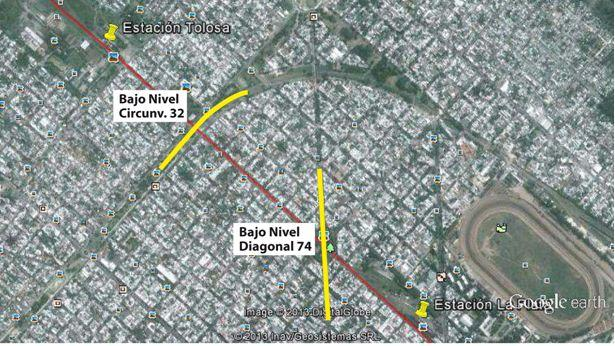 Estación Tolosa
Bajo Nivel
Circunv. 32
Bajo Nivel
Diagonal 74
Estación La
Google earth
Image © 2013 DigitalGlobe
© 2013 Inav/Geosistemas SRL